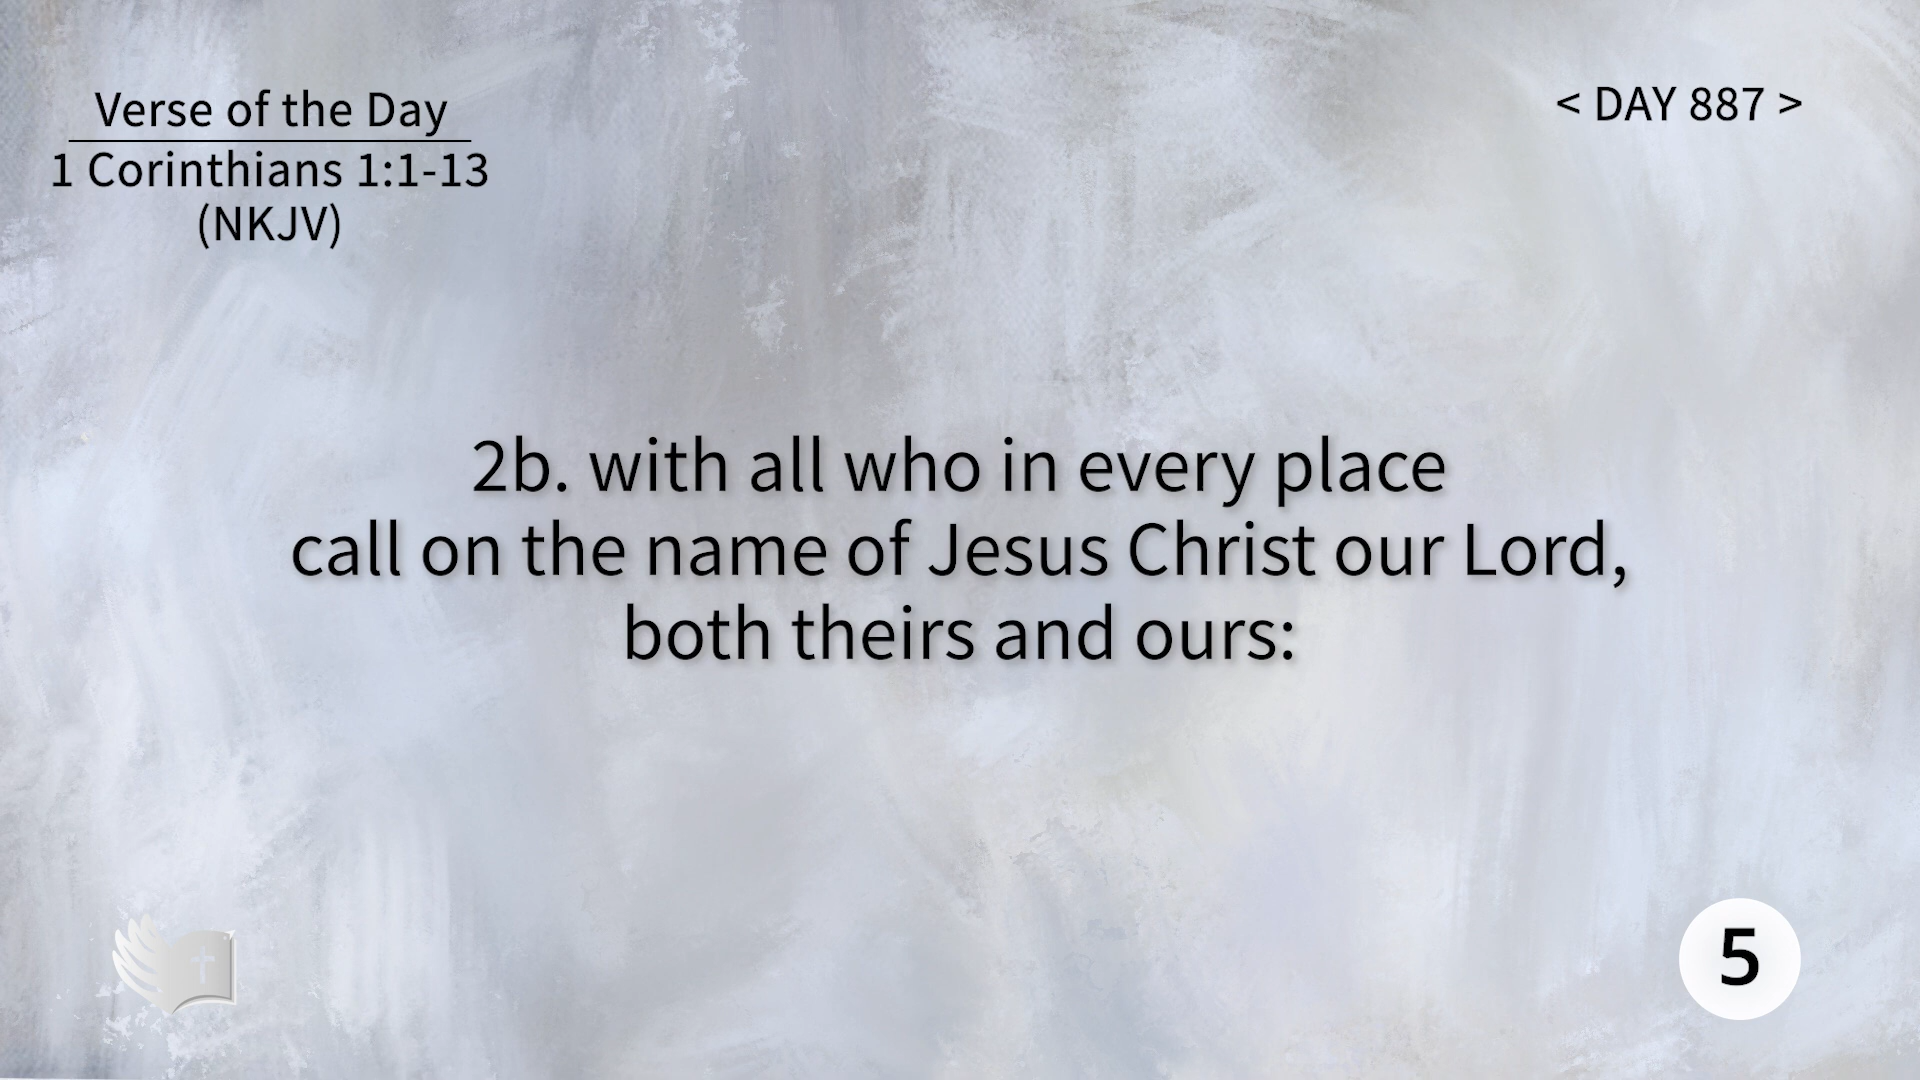 Verse of the Day
1 Corinthians 1:1-13
(NKJV)
< DAY 887 >
2b. with all who in every place
call on the name of Jesus Christ our Lord,
both theirs and ours:
5